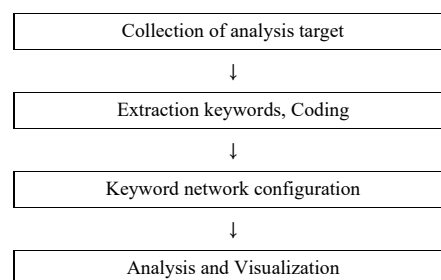 Collection of analysis target
↓
Extraction keywords, Coding
↓
Keyword network configuration
↓
Analysis and Visualization